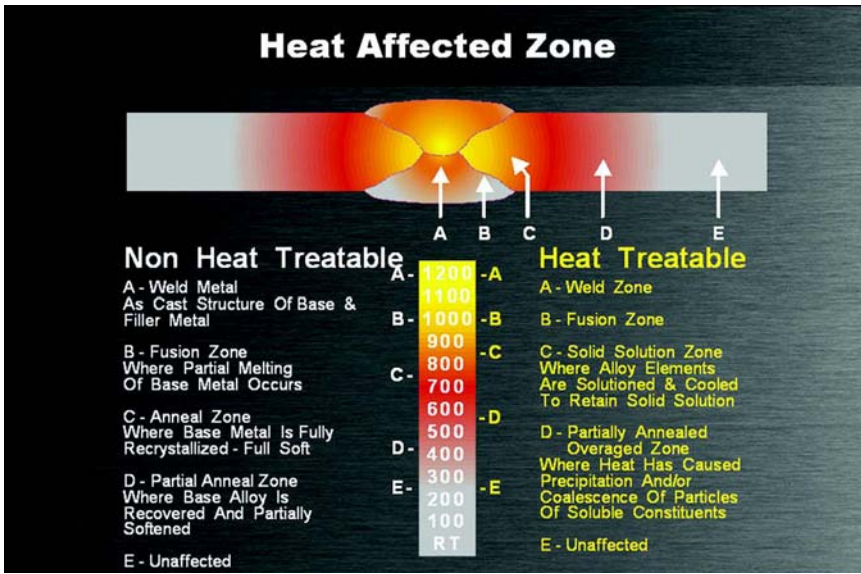 Heat Affected Zone
A B C D E
Non Heat Treatable
A - Weld Metal
As Cast Structure Of Base &
Filler Metal
B - Fusion Zone
Where Partial Melting
Of Base Metal Occurs
C - Anneal Zone
Where Base Metal Is Fully
Recrystallized - Full Soft
D - Partial Anneal Zone
Where Base Alloy Is
Recovered And Partially
Softened
E - Unaffected
A - 1200 - A
1100
B - 1000 - B
900
- C
800
C -
700
600
500 - D
D - 400
300
E - - E
200
100
RT
Heat Treatable
A - Weld Zone
B - Fusion Zone
C - Solid Solution Zone
Where Alloy Elements
Are Solutioned & Cooled
To Retain Solid Solution
D - Partially Annealed
Overaged Zone
Where Heat Has Caused
Precipitation And/or
Coalescence Of Particles
Of Soluble Constituents
E - Unaffected